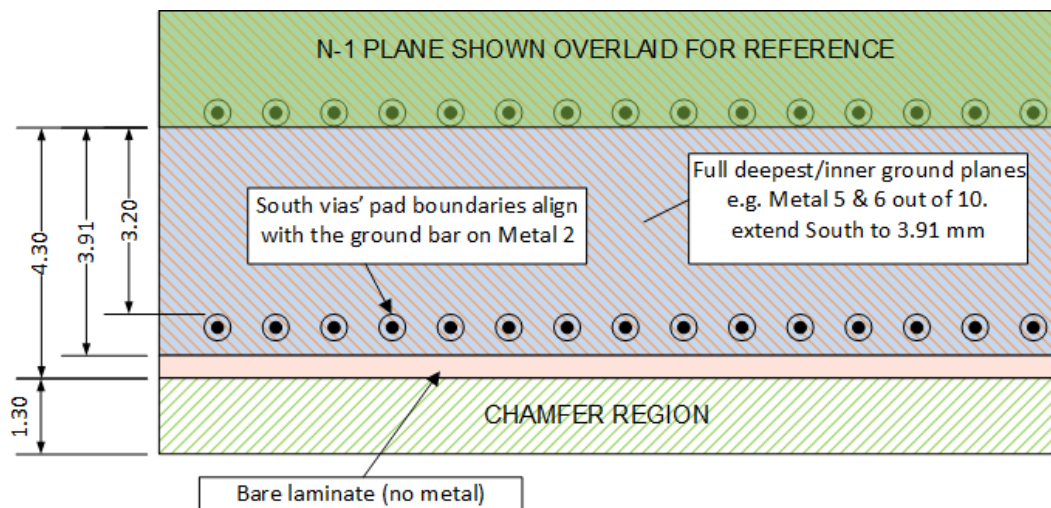 N-1 PLANE SHOWN OVERLAID FOR REFERENCE
4.30
3.91
3.20
South vias’ pad boundaries align
with the ground bar on Metal 2
Full deepest/inner ground planes
e.g. Metal 5 & 6 out of 10.
extend South to 3.91 mm
1.30
CHAMFER REGION
Bare laminate (no metal)